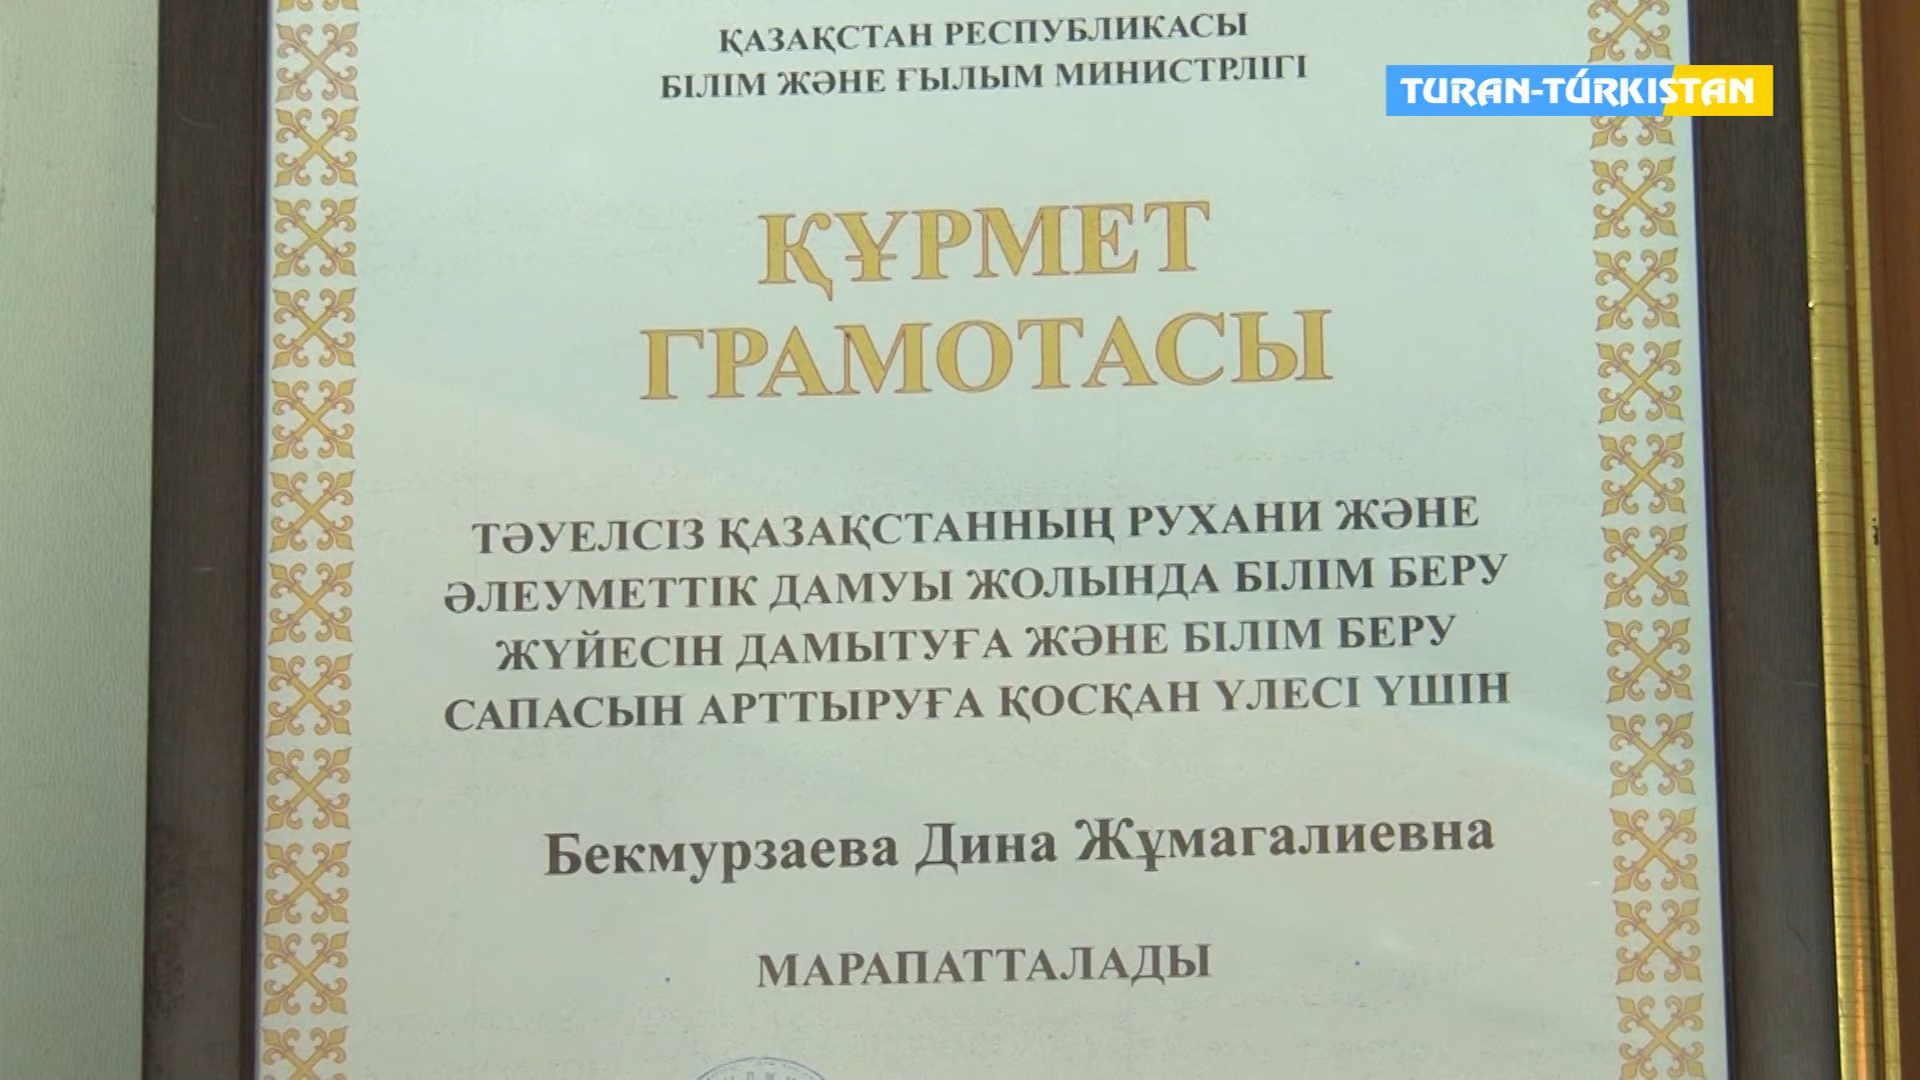 ҚАЗАҚСТАН РЕСПУБЛИКАСЫ
БІЛІМ ЖӘНЕ ҒЫЛЫМ МИНИСТРЛІГІ
TURAN-TÚRKISTAN
ҚҰРМЕТ
ГРАМОТАСЫ
ТӘУЕЛСІЗ ҚАЗАҚСТАННЫҢ РУХАНИ ЖӘНЕ
ӘЛЕУМЕТТІК ДАМУЫ ЖОЛЫНДА БІЛІМ БЕРУ
ЖҮЙЕСІН ДАМЫТУҒА ЖӘНЕ БІЛІМ БЕРУ
САПАСЫН АРТТЫРУҒА ҚОСҚАН ҮЛЕСІ ҮШІН
Бекмурзаева Дина Жұмагалиевна
МАРАПАТТАЛАДЫ